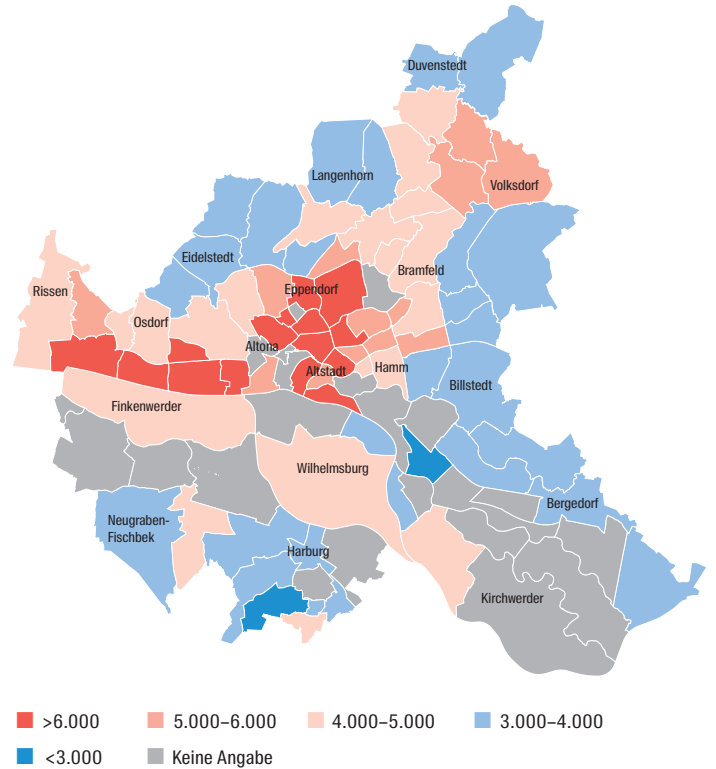 Duvenstedt
Langenhorn
Volksdorf
Eidelstedt
Bramfeld
Rissen
Eppendorf
Osdorf
Altona
Altstadt
Hamm
Billstedt
Finkenwerder
Wilhelmsburg
Bergedorf
Neugraben-
Fischbek
Harburg
Kirchwerder
>6.000 5.000–6.000 4.000–5.000 3.000–4.000
<3.000 Keine Angabe